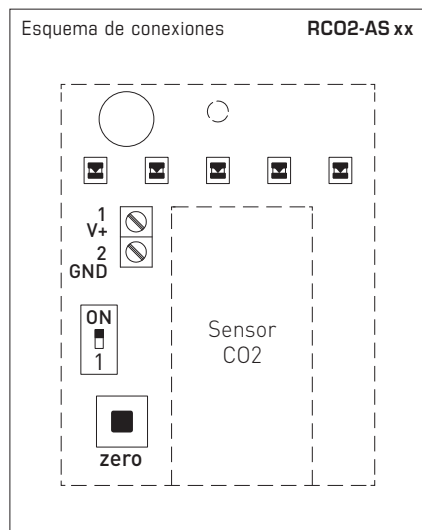 Esquema de conexiones RCO2-AS xx
1
V+
2
GND
ON
1
zero
Sensor
CO2